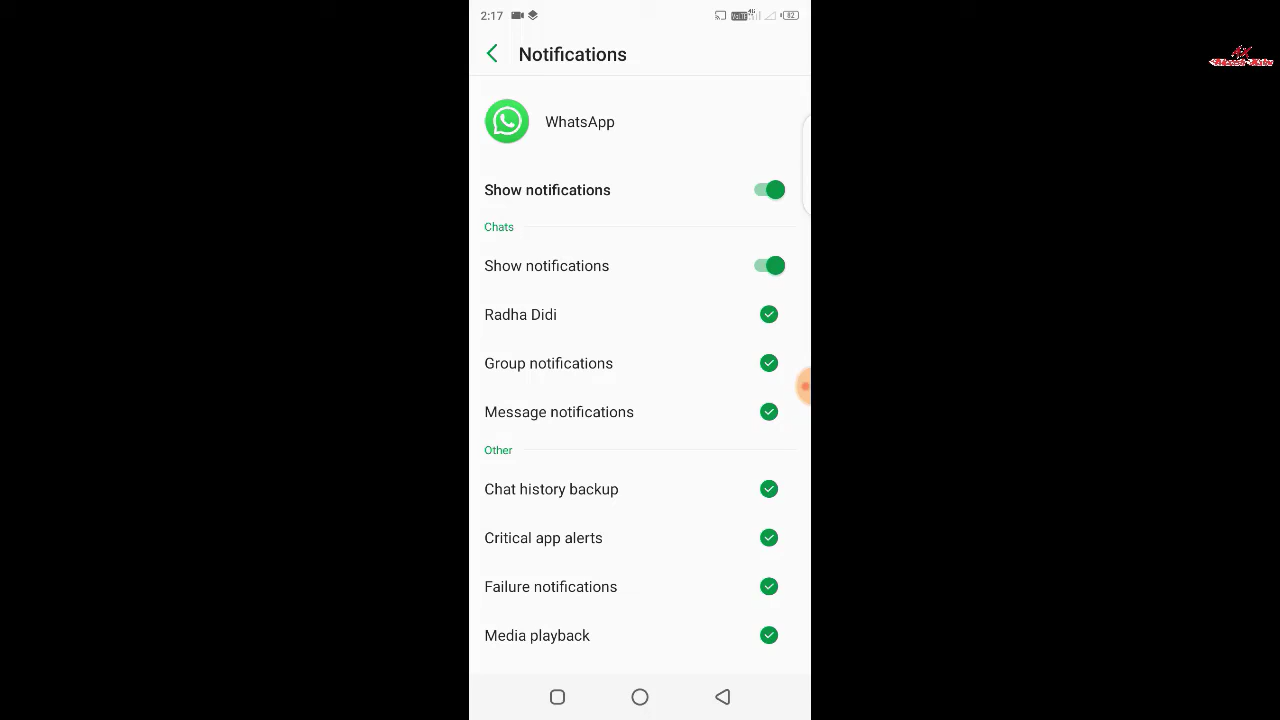 2:17
82
Notifications
WhatsApp
Show notifications
Chats
Show notifications
Radha Didi
Group notifications
Message notifications
Other
Chat history backup
Critical app alerts
Failure notifications
Media playback